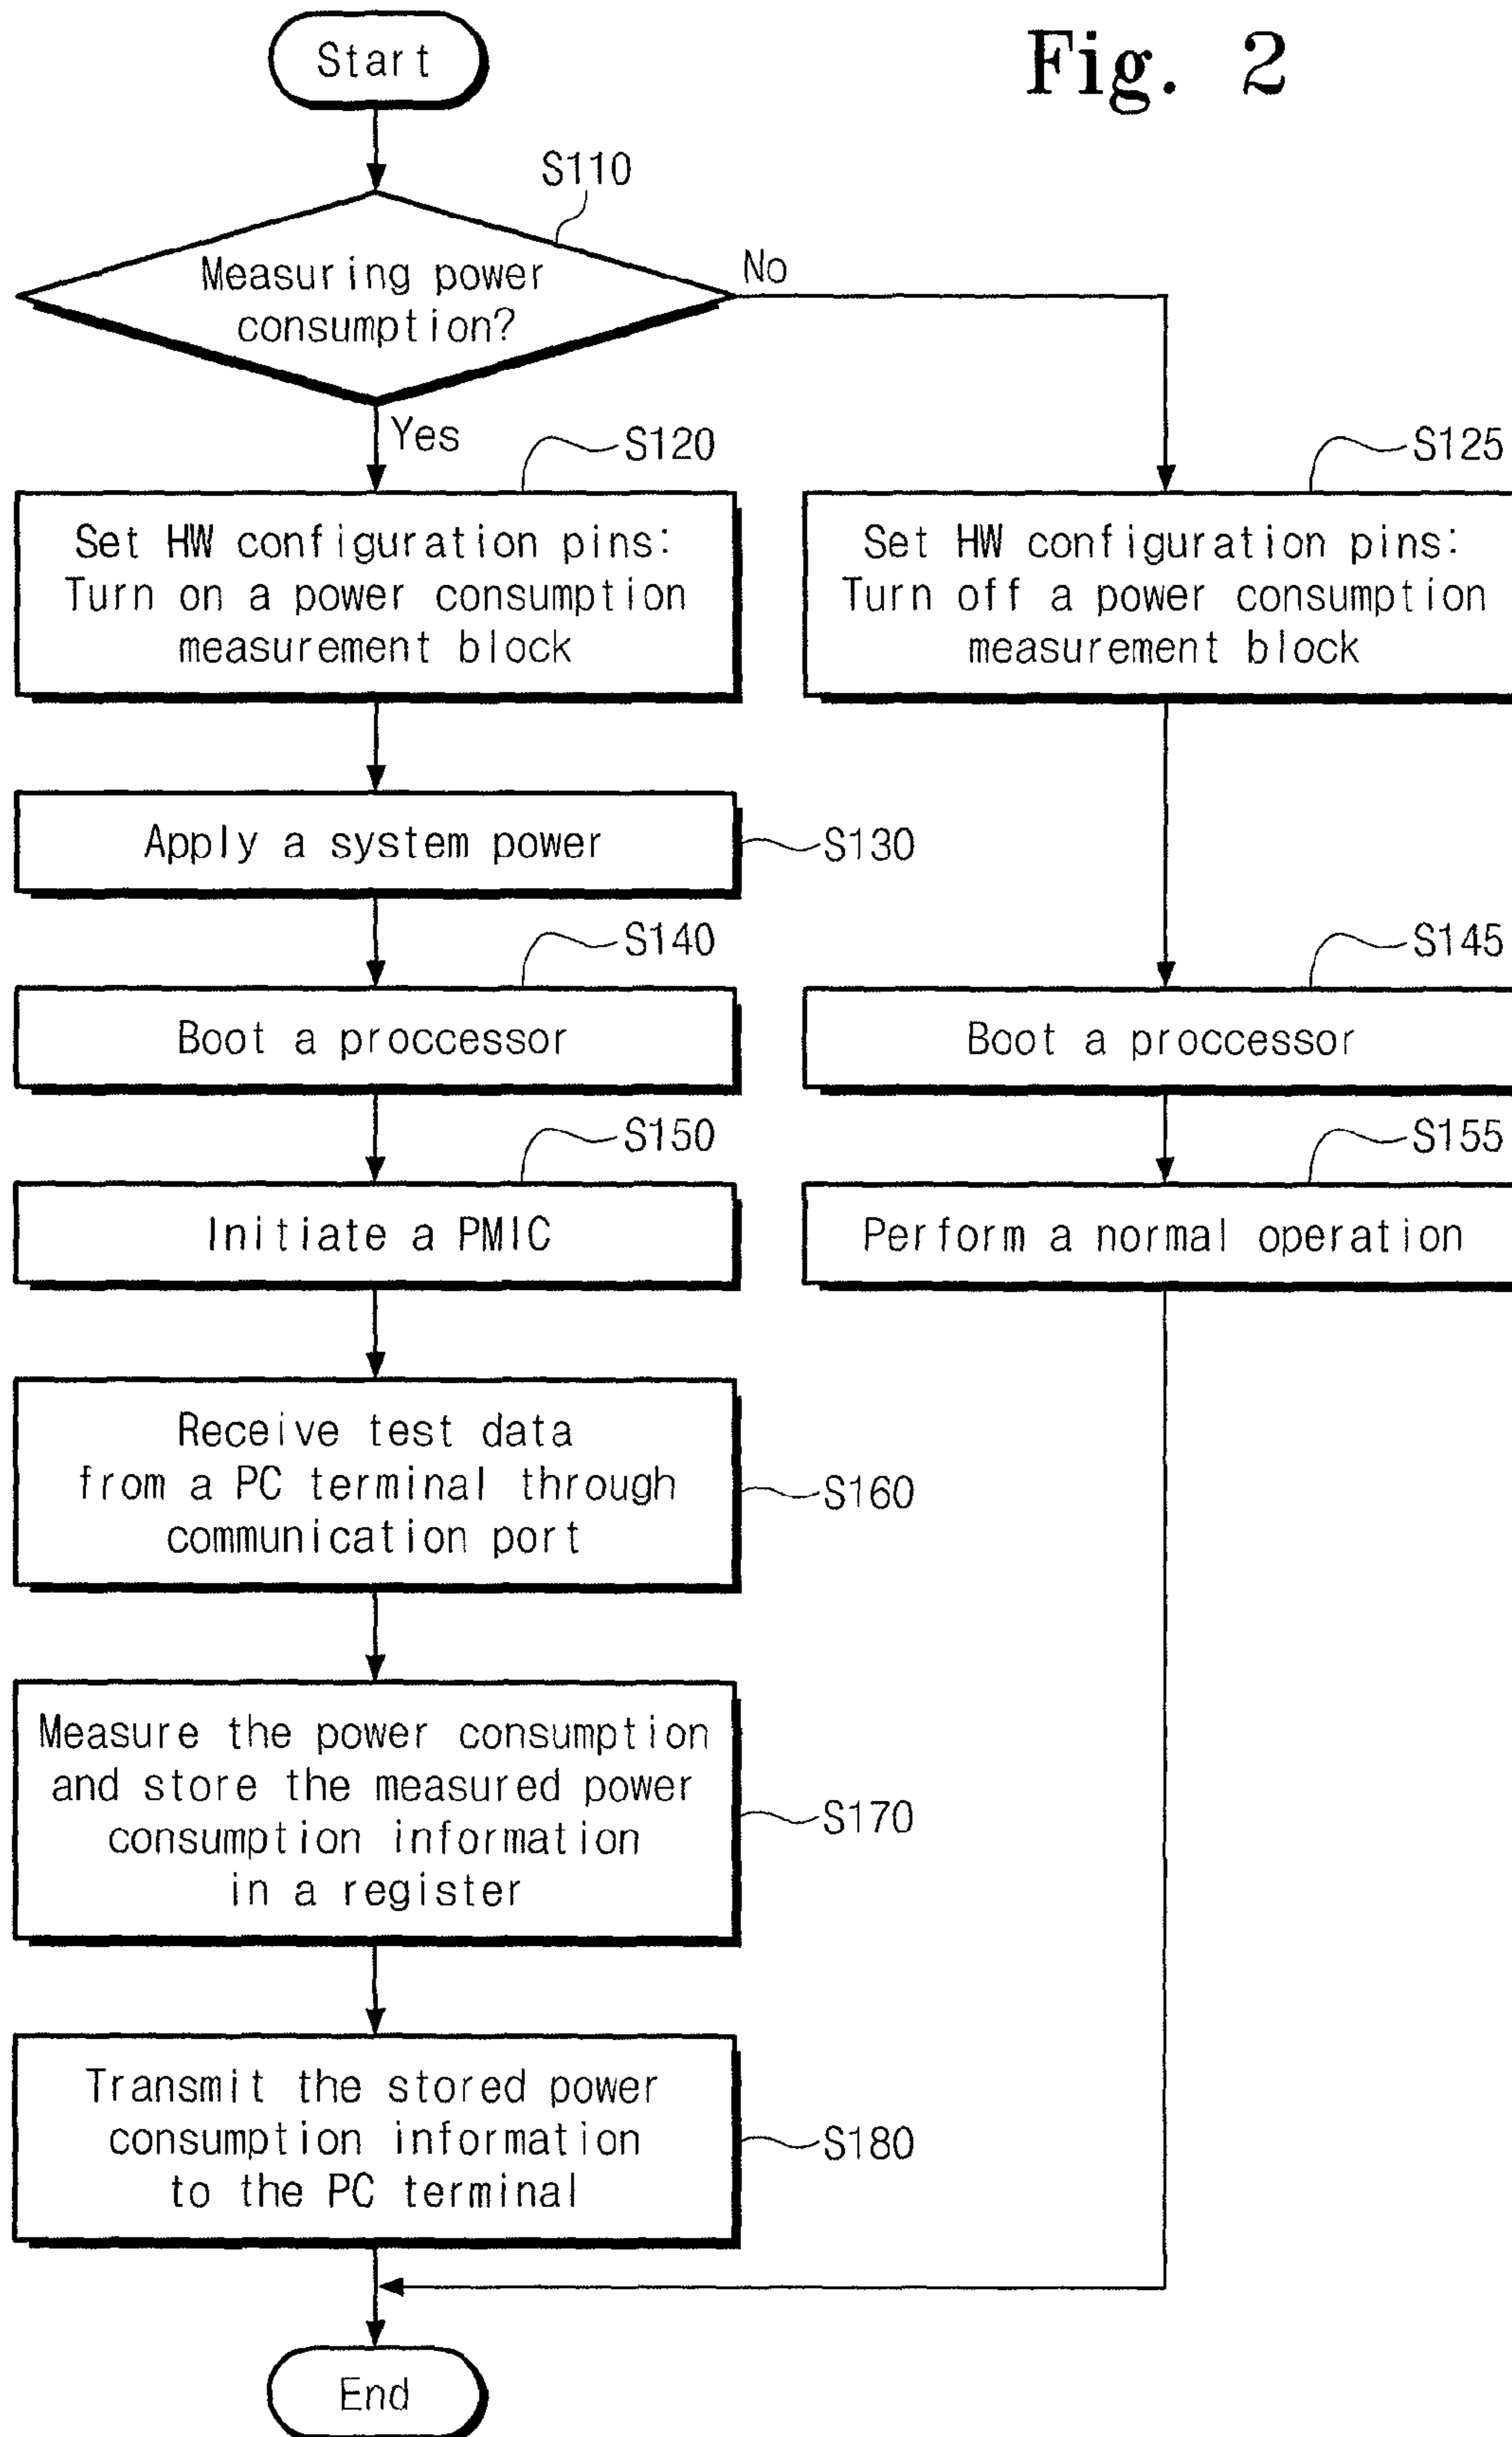 Fig. 2
Start
S110
Measuring power
consumption?
No
Yes
S120
Set HW configuration pins:
Turn on a power consumption
measurement block
S125
Set HW configuration pins:
Turn off a power consumption
measurement block
Apply a system power
S130
S140
Boot a proccessor
S145
Boot a proccessor
S150
Initiate a PMIC
S155
Perform a normal operation
Receive test data
from a PC terminal through
communication port
S160
Measure the power consumption
and store the measured power
consumption information
in a register
S170
Transmit the stored power
consumption information
to the PC terminal
S180
End